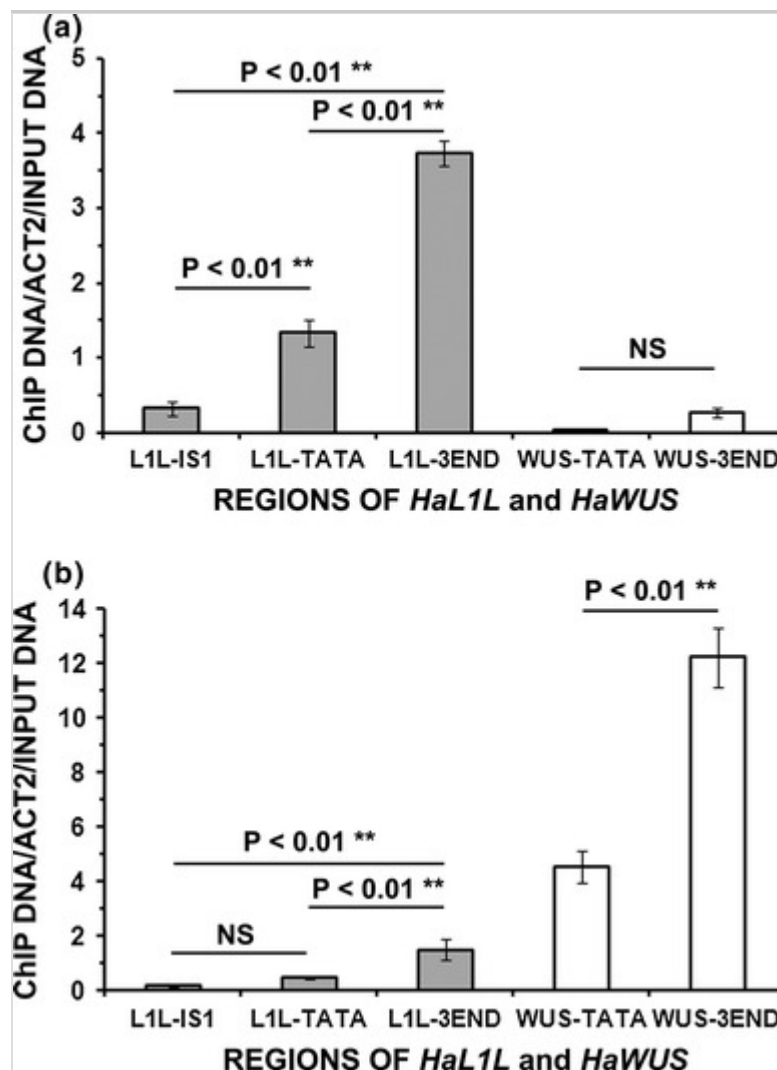 (a)
ChIP DNA/ACT2/INPUT DNA
5
4
3
2
1
0
P < 0.01 **
P < 0.01 **
P < 0.01 **
NS
L1L-IS1 L1L-TATA L1L-3END WUS-TATA WUS-3END
REGIONS OF HaL1L and HaWUS
(b)
ChIP DNA/ACT2/INPUT DNA
14
12
10
8
6
4
2
0
P < 0.01 **
P < 0.01 **
P < 0.01 **
NS
L1L-IS1 L1L-TATA L1L-3END WUS-TATA WUS-3END
REGIONS OF HaL1L and HaWUS